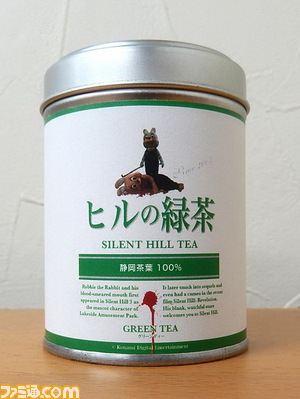 ヒルの緑茶
SILENT HILL TEA
静岡茶葉 100%
Robbie the Rabbit and his
blood-smeared mouth first
appeared in Silent Hill 3 as
the mascot character of
Lakeside Amusement Park.
It later snuck into empath and
even had a cameo in the recent
film Silent Hill: Revelation.
His blank, watchful stare
welcomes you to Silent Hill.
GREEN TEA
グリーンティー
© Konami Digital Entertainment
ファミ通.com